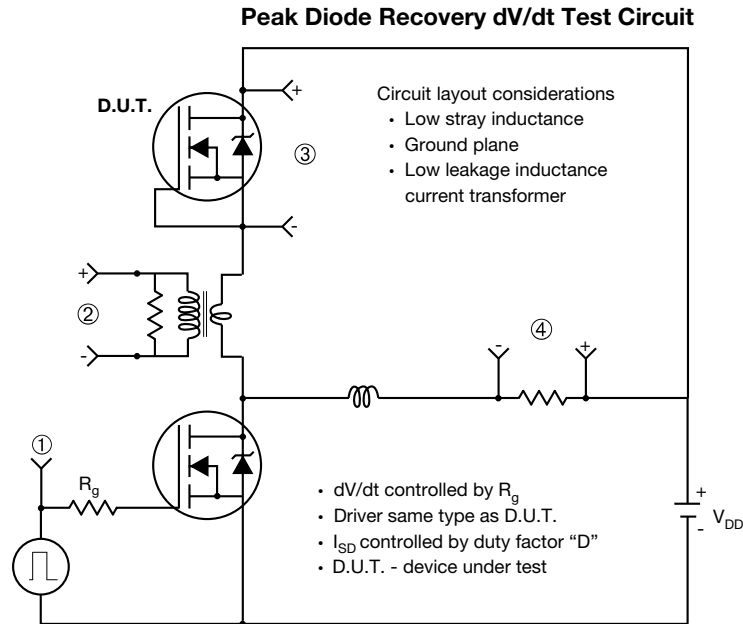 Peak Diode Recovery dV/dt Test Circuit
D.U.T.
+
Circuit layout considerations
• Low stray inductance
• Ground plane
• Low leakage inductance
current transformer
③
-
+
②
-
-
④
+
①
R_g
• dV/dt controlled by R_g
• Driver same type as D.U.T.
• I_SD controlled by duty factor “D”
• D.U.T. - device under test
+
-
V_DD